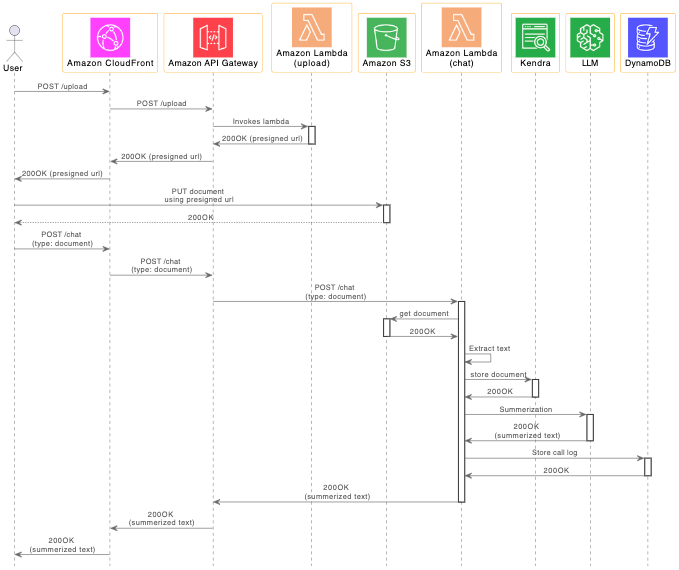 User
Amazon CloudFront
Amazon API Gateway
Amazon Lambda
(upload)
Amazon S3
Amazon Lambda
(chat)
Kendra
LLM
DynamoDB
POST /upload
POST /upload
Invokes lambda
200OK (presigned url)
200OK (presigned url)
200OK (presigned url)
PUT document
using presigned url
200OK
POST /chat
(type: document)
POST /chat
(type: document)
POST /chat
(type: document)
get document
200OK
Extract text
store document
200OK
Summerization
200OK
(summerized text)
Store call log
200OK
200OK
(summerized text)
200OK
(summerized text)
200OK
(summerized text)